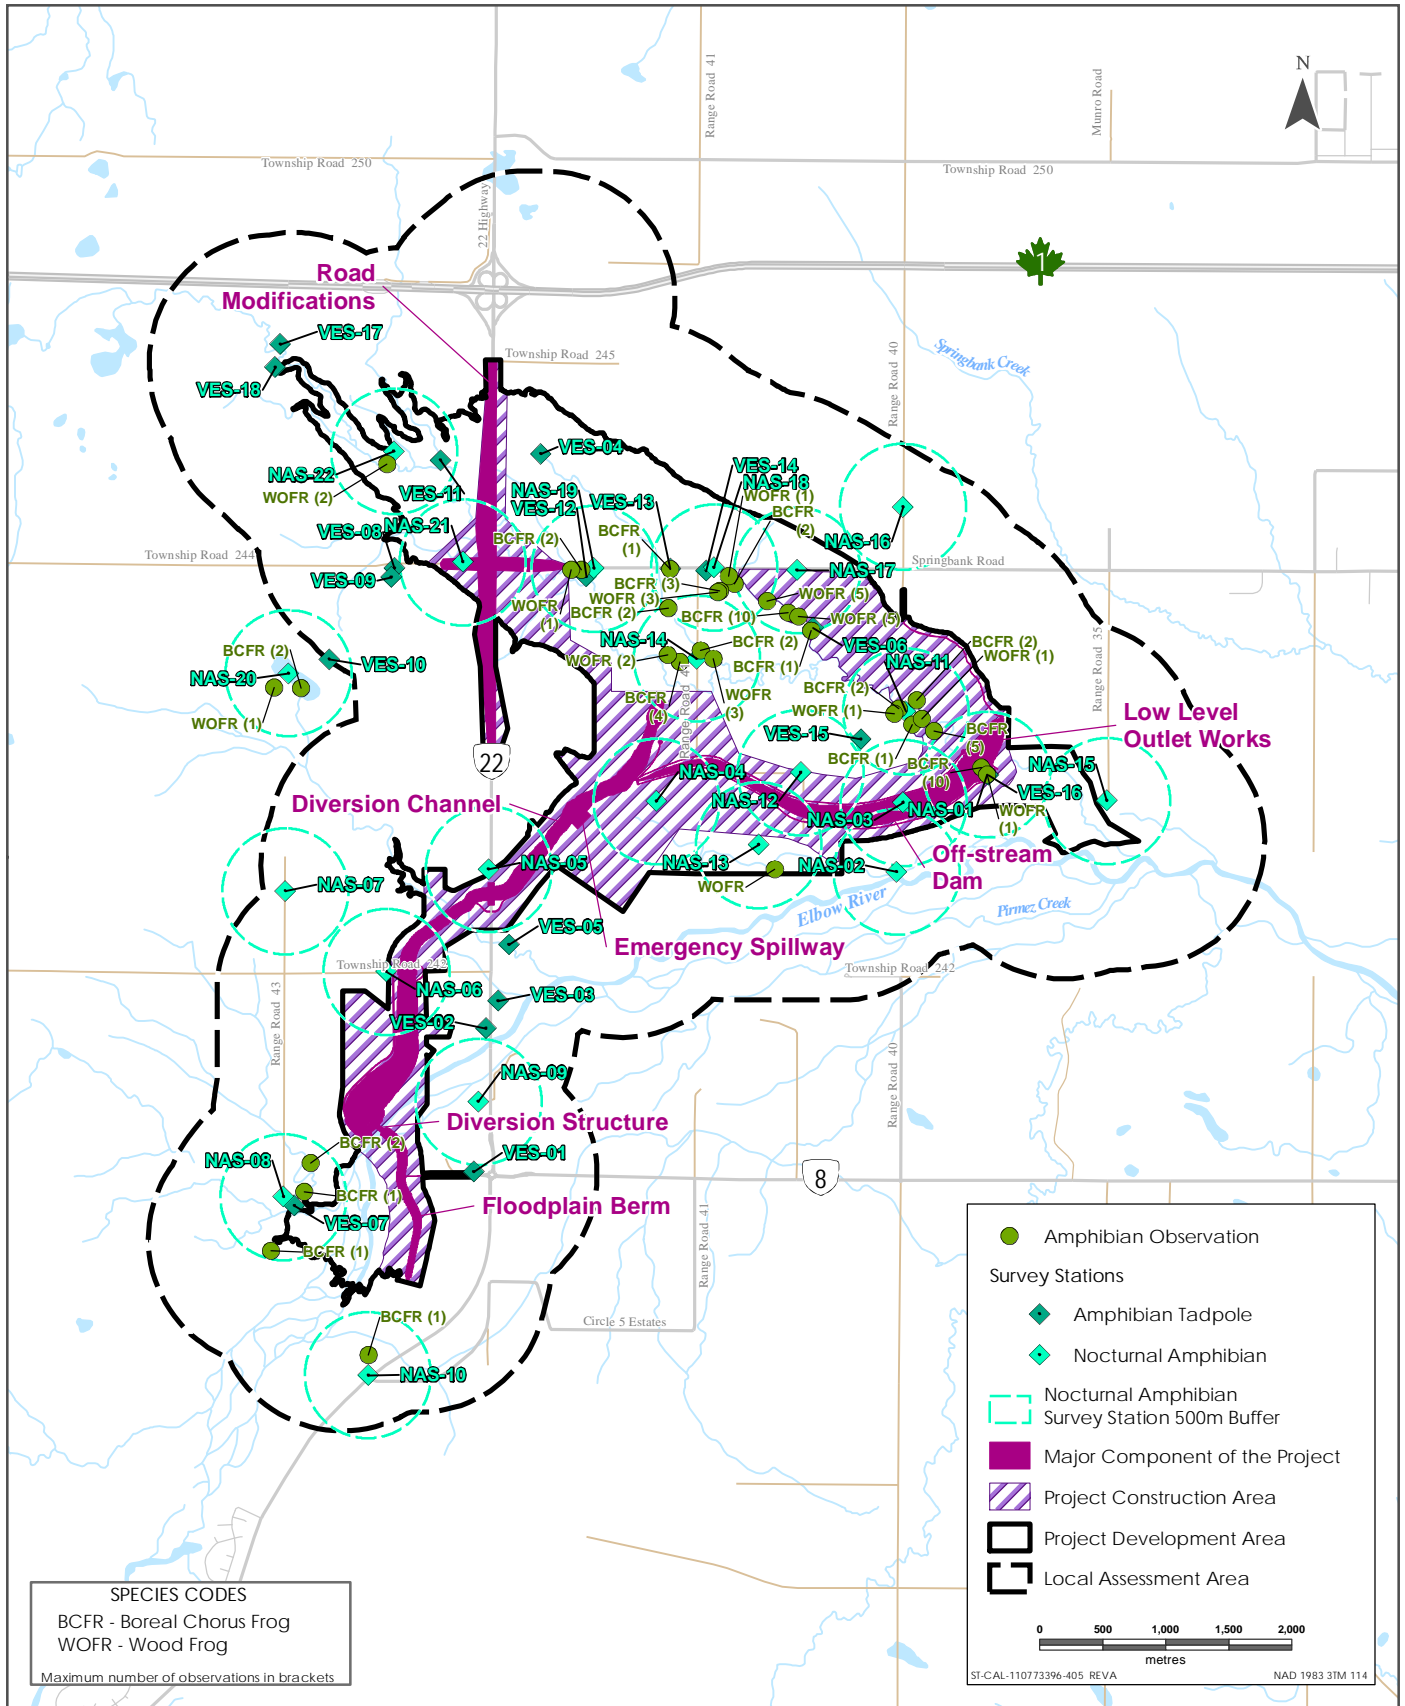 N
Range Road 41
Munro Road
Township Road 250
Township Road 250
22 Highway
1
Road
Modifications
VES-17
Township Road 245
VES-18
Range Road 40
Springbank Creek
VES-04
VES-14
NAS-18
NAS-22
WOFR (2)
VES-11
NAS-19
VES-12
VES-13
WOFR (1)
BCFR
(2)
VES-08
NAS-21
BCFR (2)
BCFR
(1)
NAS-16
Township Road 244
VES-09
NAS-17
Springbank Road
BCFR (3)
WOFR (3)
WOFR
(1)
BCFR (2)
BCFR (10)
WOFR (5)
WOFR (5)
Range Road 35
NAS-14
BCFR (2)
VES-06
BCFR (2)
WOFR (1)
BCFR (2)
NAS-20
VES-10
WOFR (2)
BCFR (1)
NAS-11
WOFR (1)
WOFR
(3)
BCFR (2)
WOFR (1)
BCFR
(4)
Range Road 41
VES-15
BCFR (1)
BCFR
(5)
Low Level
Outlet Works
22
BCFR
(10)
NAS-15
NAS-04
NAS-12
Diversion Channel
NAS-03
NAS-01
VES-16
WOFR
(1)
NAS-05
NAS-13
NAS-02
Off-stream
Dam
NAS-07
WOFR
Elbow River
Pirmez Creek
VES-05
Emergency Spillway
Township Road 242
Township Road 242
NAS-06
VES-03
VES-02
Range Road 43
Range Road 40
NAS-09
Diversion Structure
BCFR (2)
NAS-08
VES-01
8
BCFR (1)
VES-07
Floodplain Berm
BCFR (1)
Range Road 41
BCFR (1)
Circle 5 Estates
NAS-10
Amphibian Observation
Survey Stations
Amphibian Tadpole
Nocturnal Amphibian
Nocturnal Amphibian
Survey Station 500m Buffer
Major Component of the Project
Project Construction Area
Project Development Area
Local Assessment Area
0 500 1,000 1,500 2,000
metres
ST-CAL-110773396-405 REVA NAD 1983 3TM 114
SPECIES CODES
BCFR - Boreal Chorus Frog
WOFR - Wood Frog
Maximum number of observations in brackets